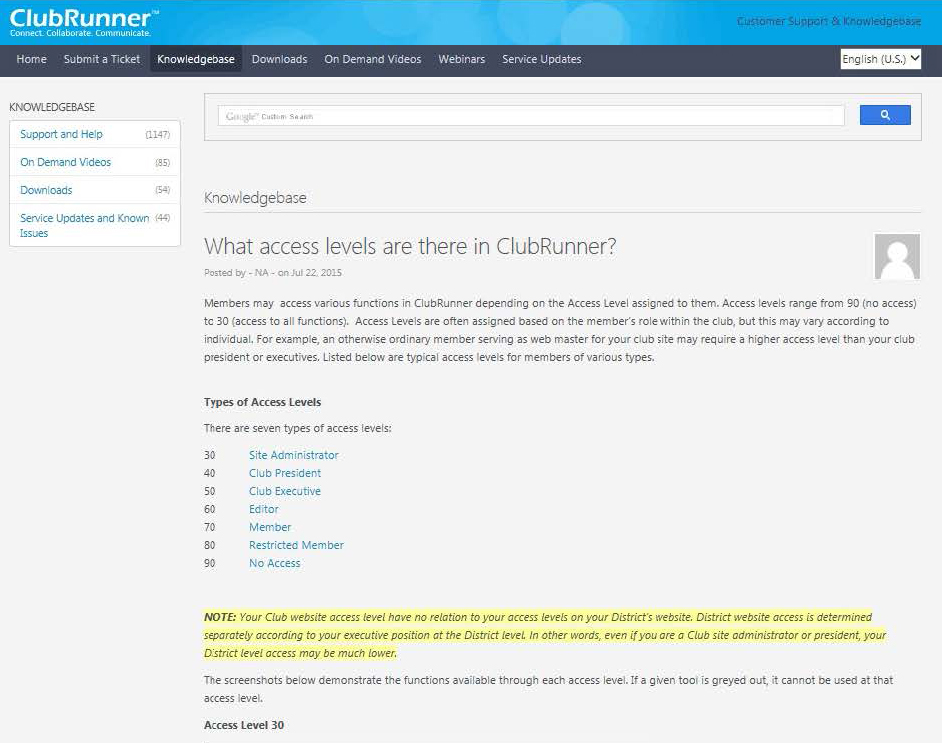 ClubRunner™
Connect. Collaborate. Communicate.
Customer Support & Knowledgebase
Home Submit a Ticket Knowledgebase Downloads On Demand Videos Webinars Service Updates English (U.S.)
KNOWLEDGEBASE
Support and Help (1147)
On Demand Videos (85)
Downloads (54)
Service Updates and Known (44)
Issues
Google™ Custom Search
Knowledgebase
What access levels are there in ClubRunner?
Posted by - NA - on Jul 22, 2015
Members may access various functions in ClubRunner depending on the Access Level assigned to them. Access levels range from 90 (no access)
to 30 (access to all functions). Access Levels are often assigned based on the member's role within the club, but this may vary according to
individual. For example, an otherwise ordinary member serving as web master for your club site may require a higher access level than your club
president or executives. Listed below are typical access levels for members of various types.
Types of Access Levels
There are seven types of access levels:
30 Site Administrator
40 Club President
50 Club Executive
60 Editor
70 Member
80 Restricted Member
90 No Access
NOTE: Your Club website access level have no relation to your access levels on your District's website. District website access is determined
separately according to your executive position at the District level. In other words, even if you are a Club site administrator or president, your
District level access may be much lower.
The screenshots below demonstrate the functions available through each access level. If a given tool is greyed out, it cannot be used at that
access level.
Access Level 30